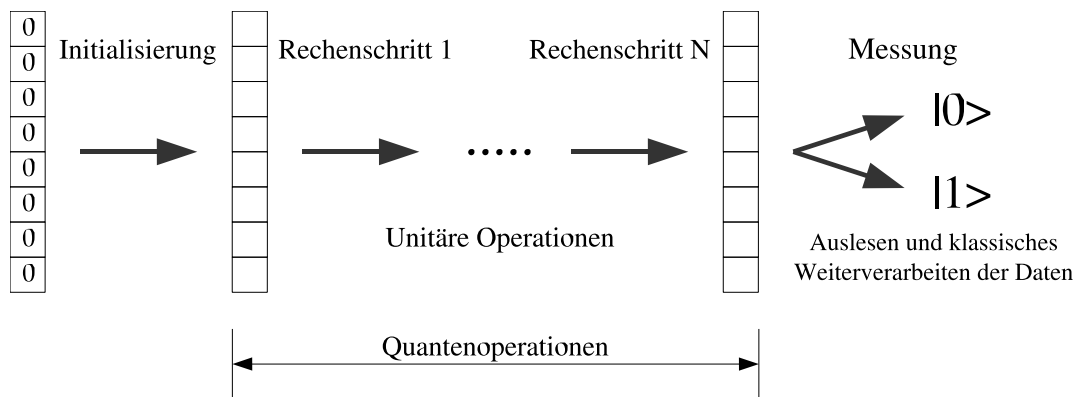 0
0
0
0
0
0
0
0
Initialisierung
Rechenschritt 1
.....
Rechenschritt N
Unitäre Operationen
Messung
|0>
|1>
Auslesen und klassisches
Weiterverarbeiten der Daten
Quantenoperationen